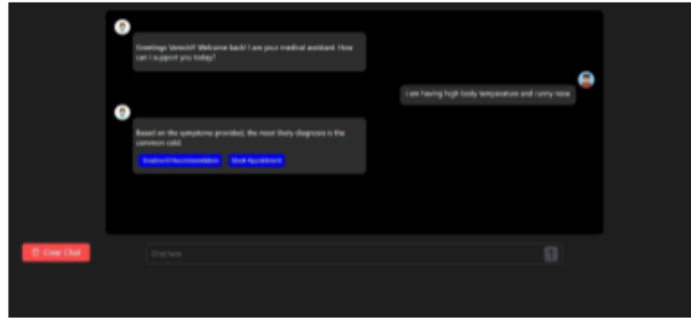 Greetings Vamshi!! Welcome back! I am your medical assistant. How
can I support you today?
I am having high body temperature and runny nose
Based on the symptoms provided, the most likely diagnosis is the
common cold.
Treatment Recommendation Book Appointment
Clear Chat